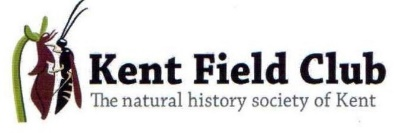 Kent Field Club
The natural history society of Kent